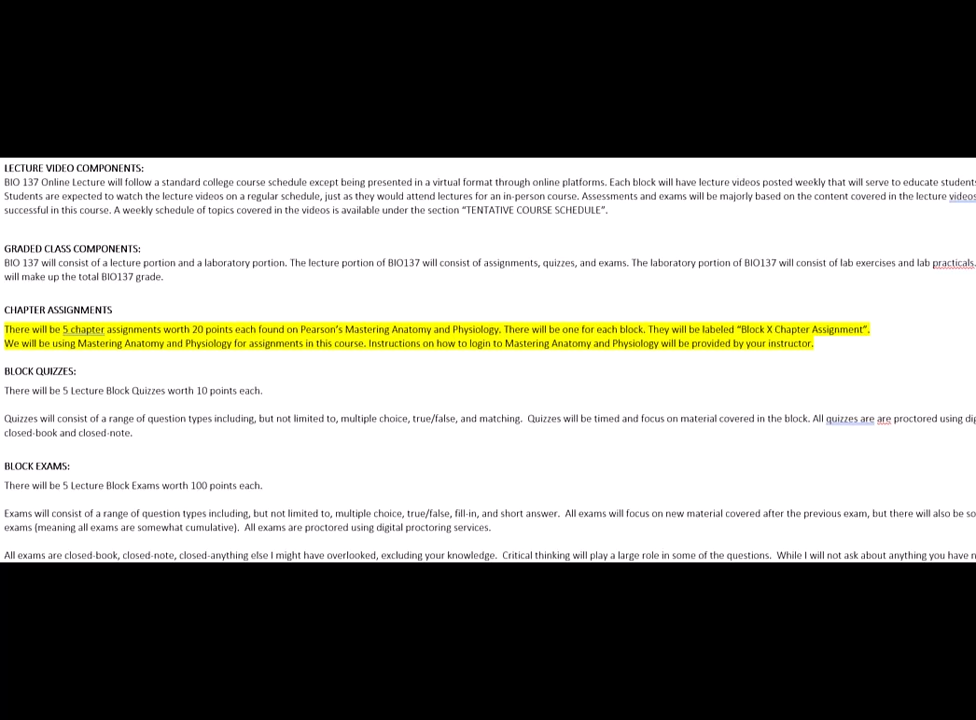 LECTURE VIDEO COMPONENTS:
BIO 137 Online Lecture will follow a standard college course schedule except being presented in a virtual format through online platforms. Each block will have lecture videos posted weekly that will serve to educate student
Students are expected to watch the lecture videos on a regular schedule, just as they would attend lectures for an in-person course. Assessments and exams will be majorly based on the content covered in the lecture videos
successful in this course. A weekly schedule of topics covered in the videos is available under the section "TENTATIVE COURSE SCHEDULE".
GRADED CLASS COMPONENTS:
BIO 137 will consist of a lecture portion and a laboratory portion. The lecture portion of BIO137 will consist of assignments, quizzes, and exams. The laboratory portion of BIO137 will consist of lab exercises and lab practicals.
will make up the total BIO137 grade.
CHAPTER ASSIGNMENTS
There will be 5 chapter assignments worth 20 points each found on Pearson's Mastering Anatomy and Physiology. There will be one for each block. They will be labeled "Block X Chapter Assignment".
We will be using Mastering Anatomy and Physiology for assignments in this course. Instructions on how to login to Mastering Anatomy and Physiology will be provided by your instructor.
BLOCK QUIZZES:
There will be 5 Lecture Block Quizzes worth 10 points each.
Quizzes will consist of a range of question types including, but not limited to, multiple choice, true/false, and matching. Quizzes will be timed and focus on material covered in the block. All quizzes are are proctored using dig
closed-book and closed-note.
BLOCK EXAMS:
There will be 5 Lecture Block Exams worth 100 points each.
Exams will consist of a range of question types including, but not limited to, multiple choice, true/false, fill-in, and short answer. All exams will focus on new material covered after the previous exam, but there will also be so
exams (meaning all exams are somewhat cumulative). All exams are proctored using digital proctoring services.
All exams are closed-book, closed-note, closed-anything else I might have overlooked, excluding your knowledge. Critical thinking will play a large role in some of the questions. While I will not ask about anything you have n